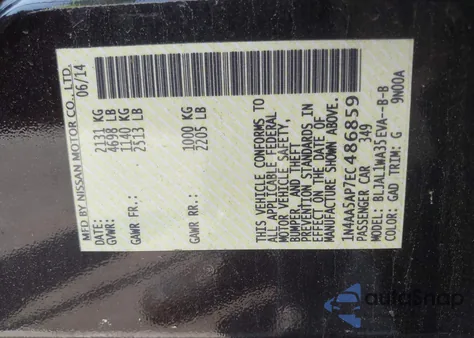 MFD BY NISSAN MOTOR CO., LTD.
DATE: 06/14
GVWR: 2131 KG
4698 LB
GAWR FR.: 1140 KG
2513 LB
GAWR RR: 1000 KG
2205 LB
THIS VEHICLE CONFORMS TO
ALL APPLICABLE FEDERAL
MOTOR VEHICLE SAFETY,
BUMPER, AND THEFT
PREVENTION STANDARDS IN
EFFECT ON THE DATE OF
MANUFACTURE SHOWN ABOVE.
1N4AA5AP7EC486859
PASSENGER CAR 349
MODEL: BLJALLWA35EWA--B-B
COLOR: GAD TRIM: G 9N00A
autoSnap